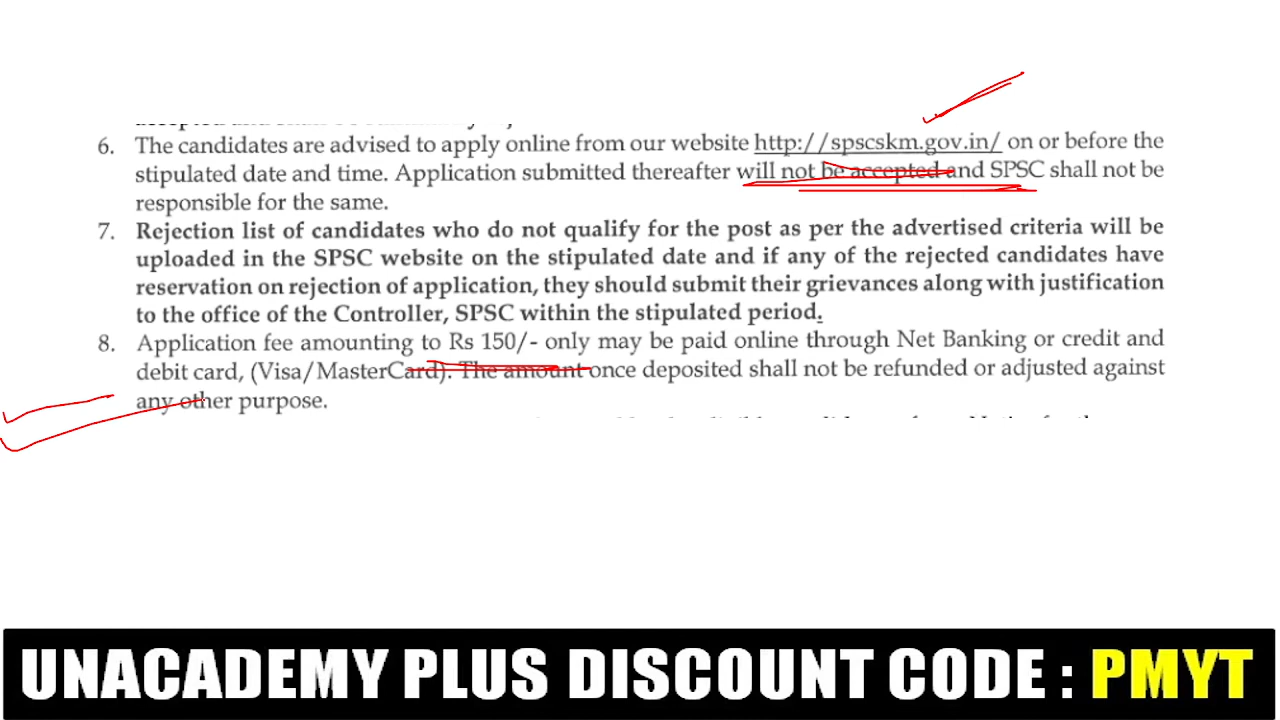 6. The candidates are advised to apply online from our website http://spscskm.gov.in/ on or before the
stipulated date and time. Application submitted thereafter will not be accepted and SPSC shall not be
responsible for the same.
7. Rejection list of candidates who do not qualify for the post as per the advertised criteria will be
uploaded in the SPSC website on the stipulated date and if any of the rejected candidates have
reservation on rejection of application, they should submit their grievances along with justification
to the office of the Controller, SPSC within the stipulated period.
8. Application fee amounting to Rs 150/- only may be paid online through Net Banking or credit and
debit card, (Visa/MasterCard). The amount once deposited shall not be refunded or adjusted against
any other purpose.
UNACADEMY PLUS DISCOUNT CODE : PMYT